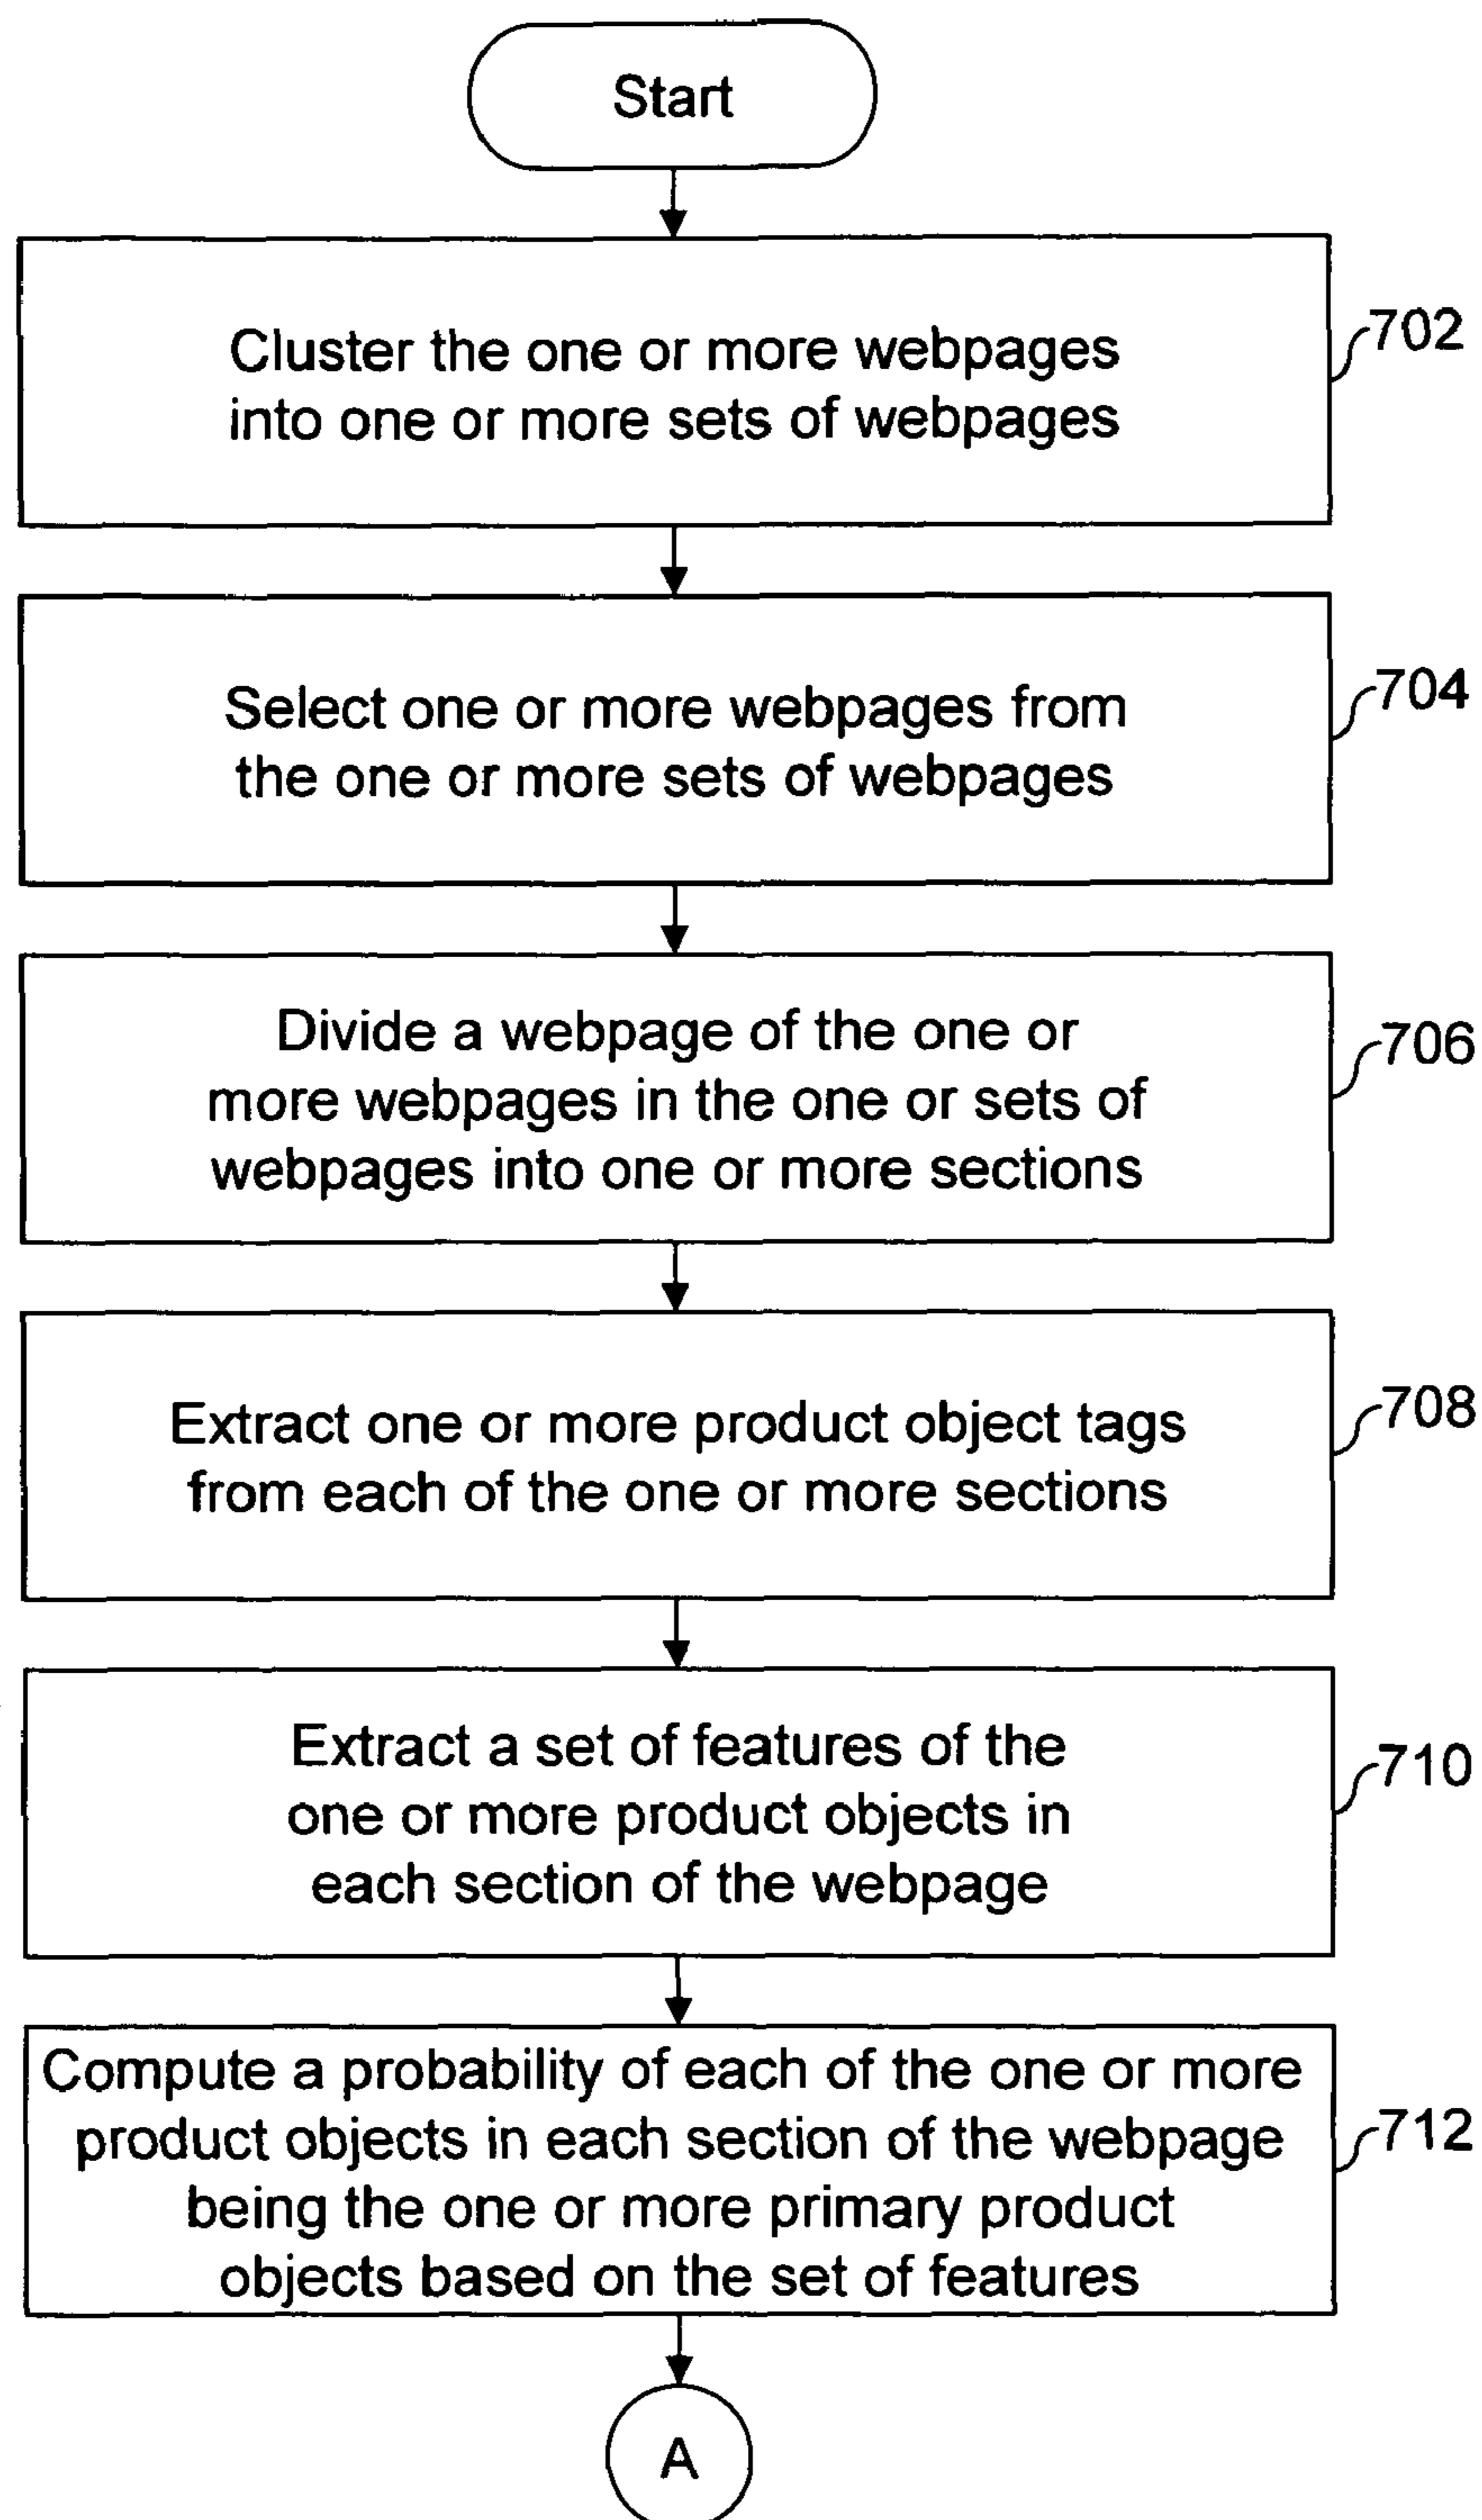 Start
Cluster the one or more webpages
into one or more sets of webpages
702
Select one or more webpages from
the one or more sets of webpages
704
Divide a webpage of the one or
more webpages in the one or sets of
webpages into one or more sections
706
Extract one or more product object tags
from each of the one or more sections
708
Extract a set of features of the
one or more product objects in
each section of the webpage
710
Compute a probability of each of the one or more
product objects in each section of the webpage
being the one or more primary product
objects based on the set of features
712
A